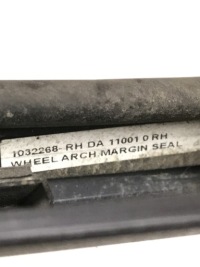 1032268- RH DA 11001 0 RH
WHEEL ARCH MARGIN SEAL